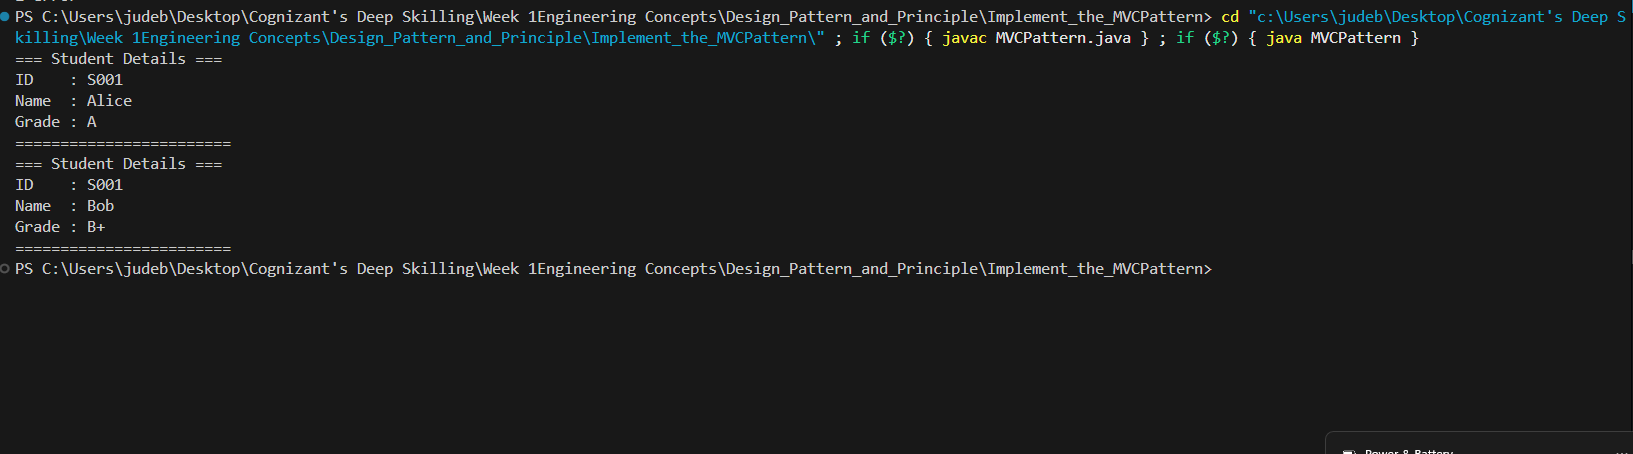 PS C:\Users\judeb\Desktop\Cognizant's Deep Skilling\Week 1Engineering Concepts\Design_Pattern_and_Principle\Implement_the_MVCPattern> cd "c:\Users\judeb\Desktop\Cognizant's Deep S
killing\Week 1Engineering Concepts\Design_Pattern_and_Principle\Implement_the_MVCPattern\" ; if ($?) { javac MVCPattern.java } ; if ($?) { java MVCPattern }
=== Student Details ===
ID    : S001
Name  : Alice
Grade : A
========================
=== Student Details ===
ID    : S001
Name  : Bob
Grade : B+
========================
PS C:\Users\judeb\Desktop\Cognizant's Deep Skilling\Week 1Engineering Concepts\Design_Pattern_and_Principle\Implement_the_MVCPattern>
Power & Battery